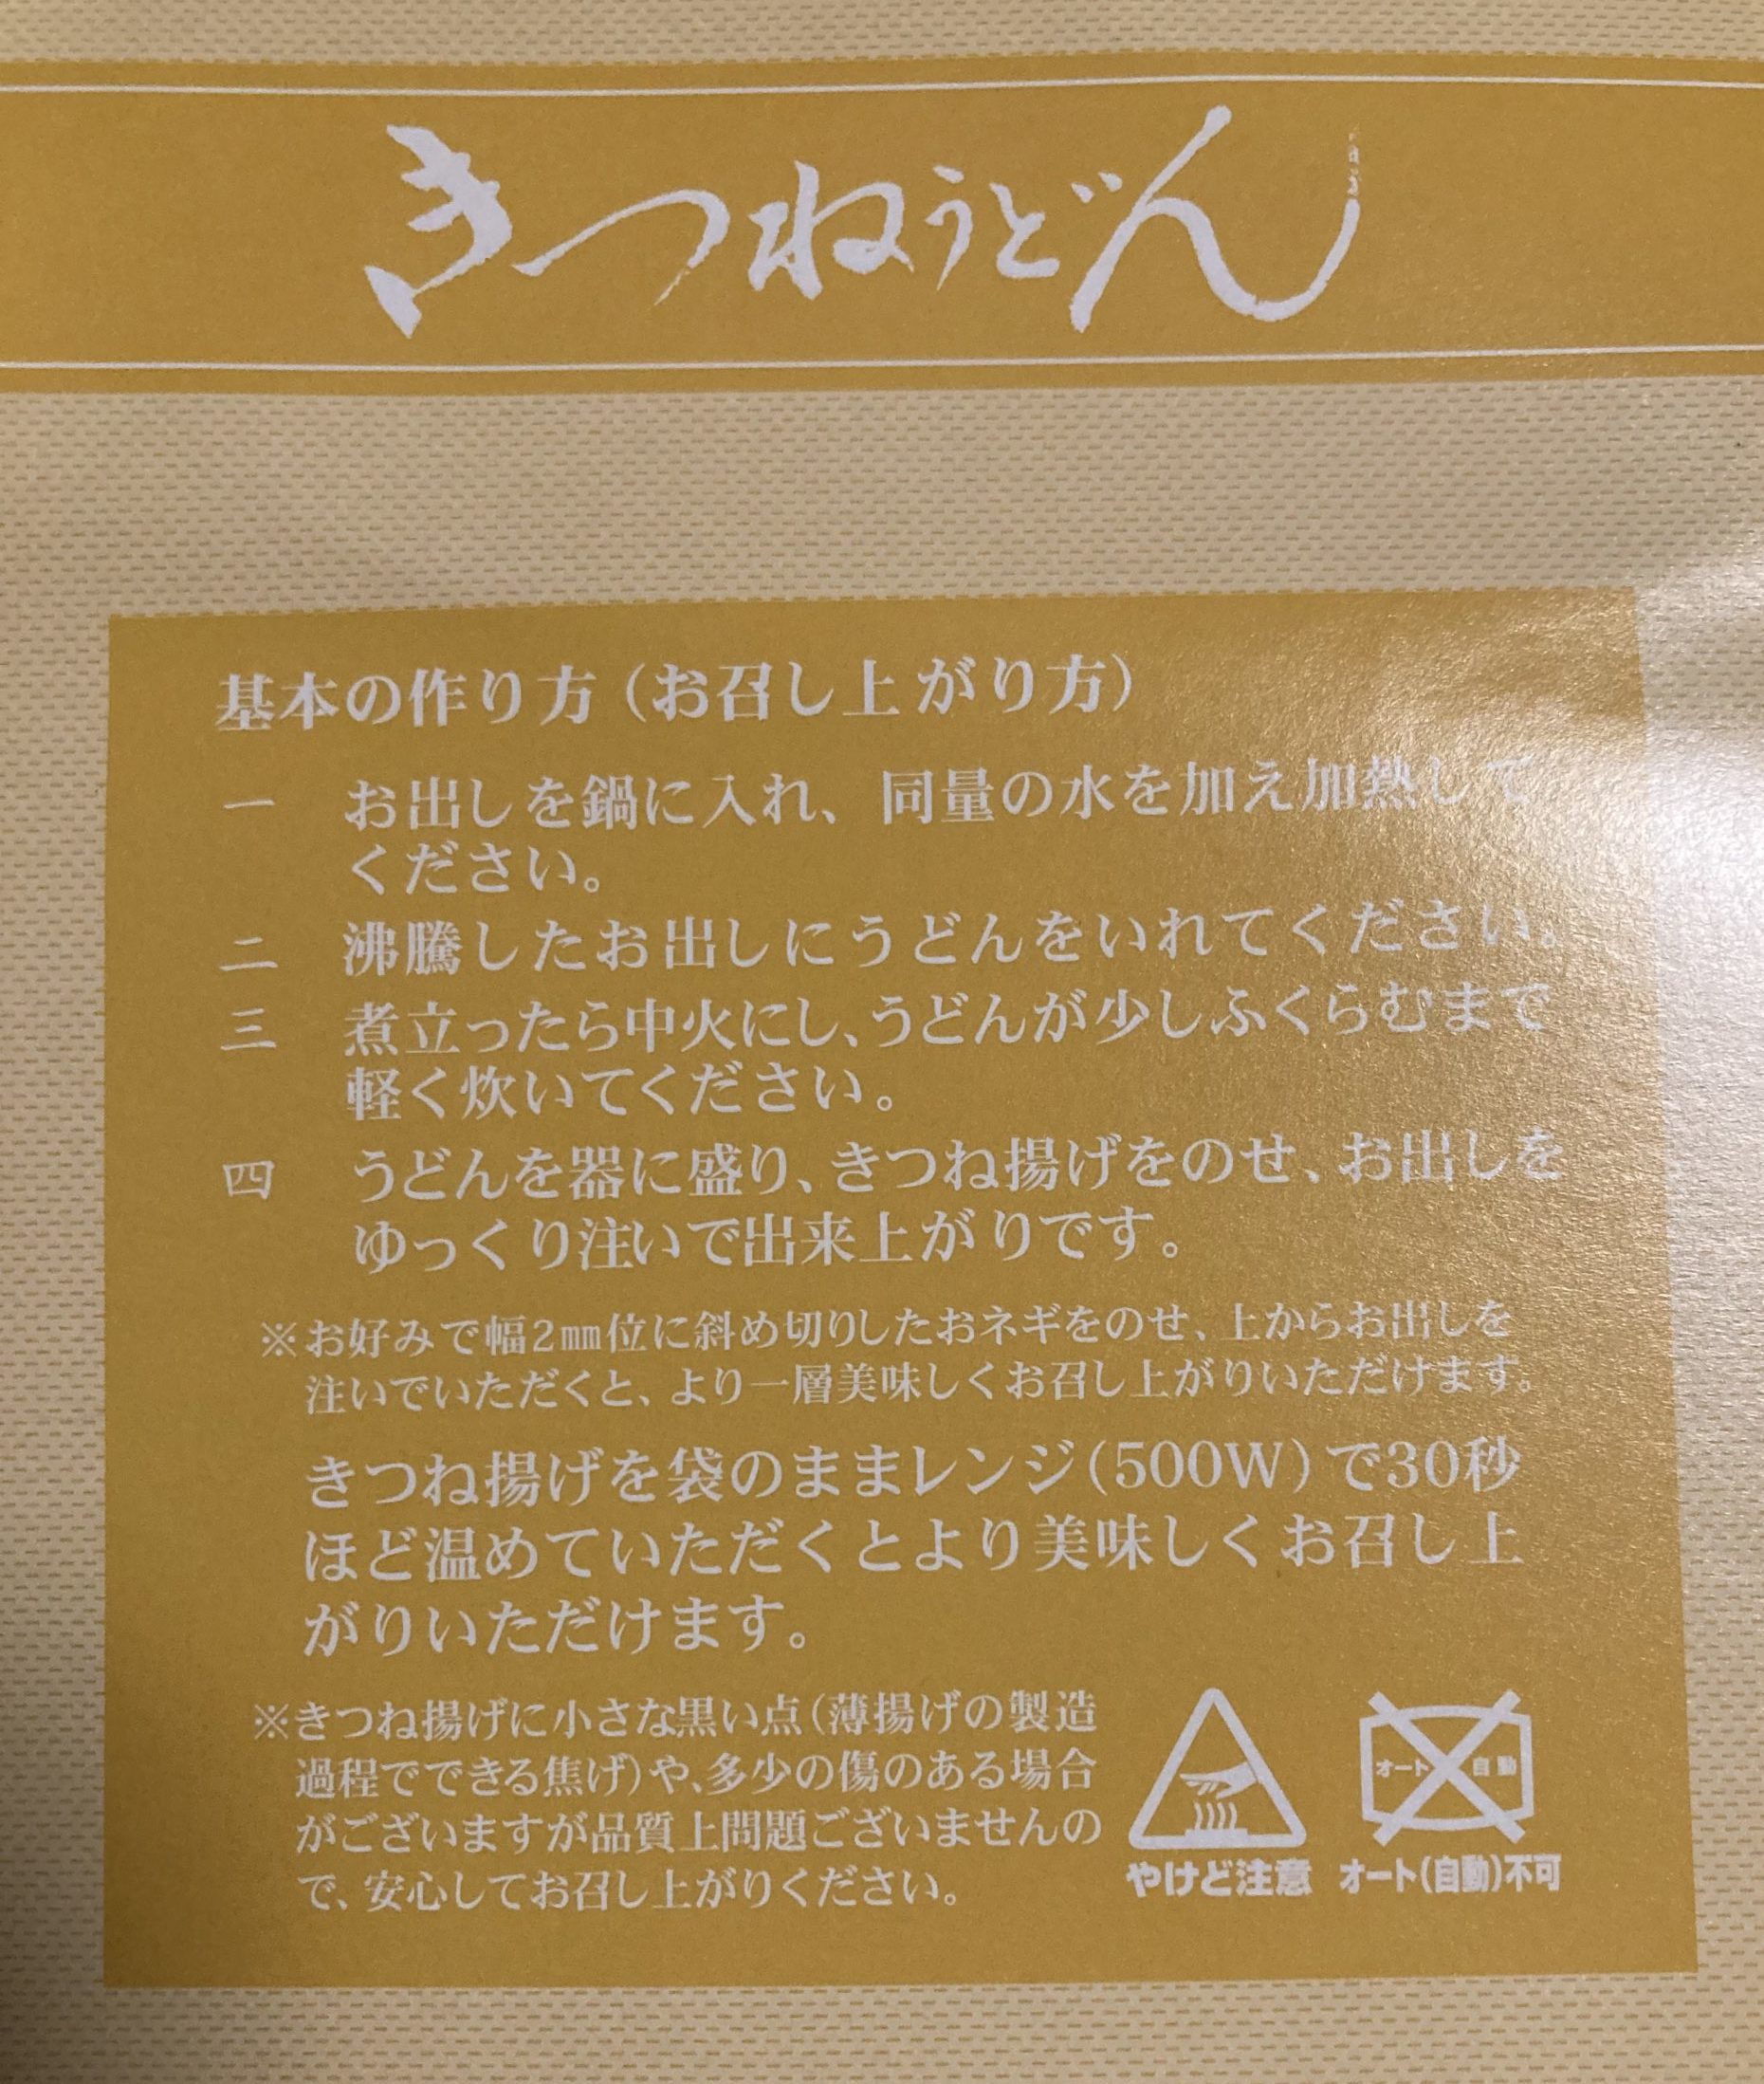 きつねうどん
基本の作り方（お召し上がり方）
一 お出しを鍋に入れ、同量の水を加え加熱して
ください。
二 沸騰したお出しにうどんをいれてください。
三 煮立ったら中火にし、うどんが少しふくらむまで
軽く炊いてください。
四 うどんを器に盛り、きつね揚げをのせ、お出しを
ゆっくり注いで出来上がりです。
※お好みで幅2㎜位に斜め切りしたおネギをのせ、上からお出しを
注いでいただくと、より一層美味しくお召し上がりいただけます。
きつね揚げを袋のままレンジ（500W）で30秒
ほど温めていただくとより美味しくお召し上
がりいただけます。
※きつね揚げに小さな黒い点（薄揚げの製造
過程でできる焦げ）や、多少の傷のある場合
がございますが品質上問題ございませんの
で、安心してお召し上がりください。
オート 自動
やけど注意 オート（自動）不可